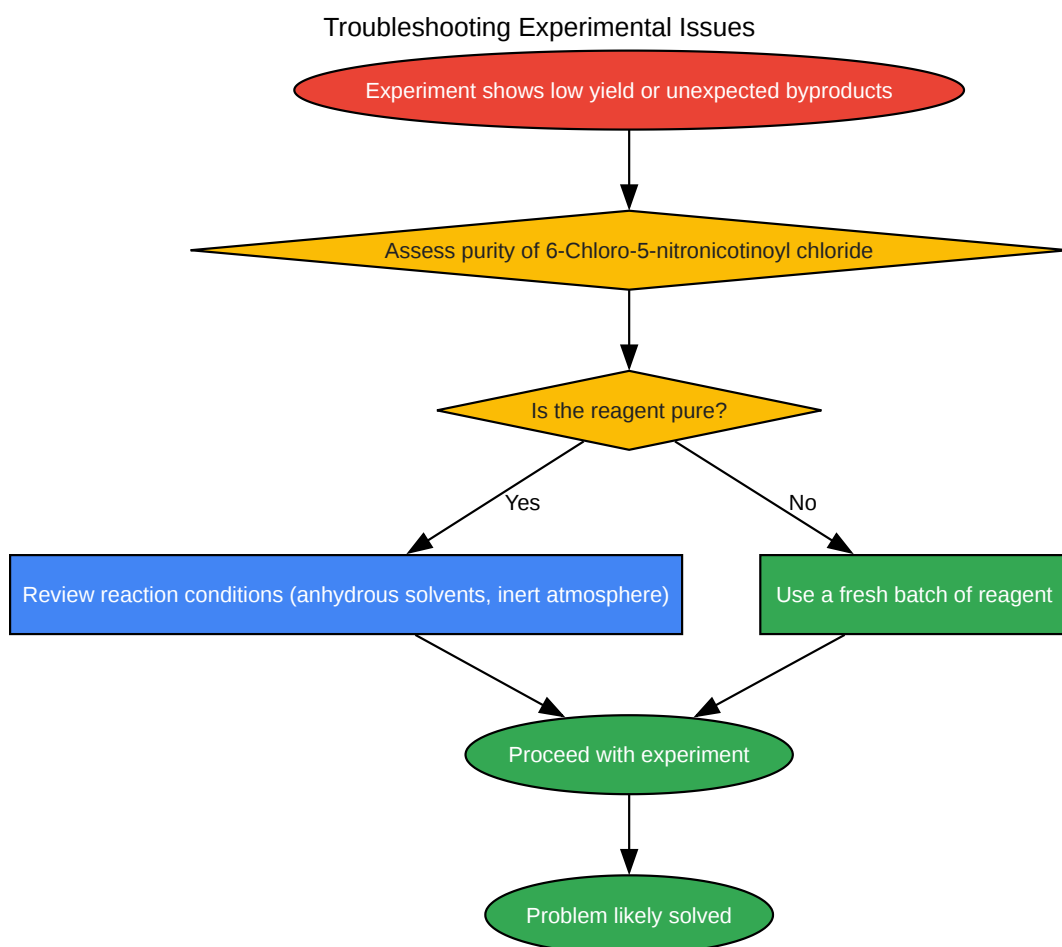 Troubleshooting Experimental Issues
Experiment shows low yield or unexpected byproducts
Assess purity of 6-Chloro-5-nitronicotinoyl chloride
Is the reagent pure?
Yes
No
Review reaction conditions (anhydrous solvents, inert atmosphere)
Use a fresh batch of reagent
Proceed with experiment
Problem likely solved